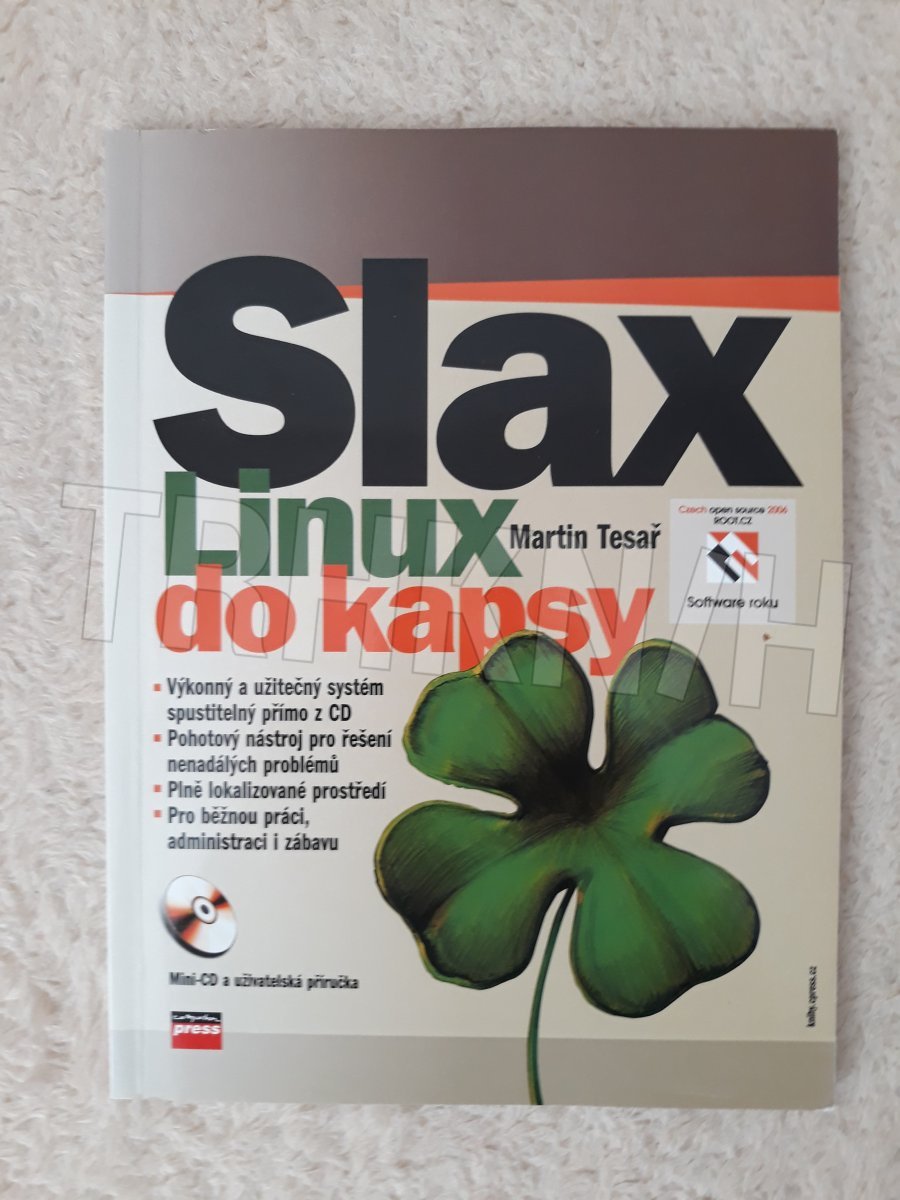 Slax
Linux
Martin Tesař
do kapsy
Czech open source 2006
ROOT.CZ
Software roku
Výkonný a užitečný systém
spustitelný přímo z CD
Pohotový nástroj pro řešení
nenadálých problémů
Plně lokalizované prostředí
Pro běžnou práci,
administraci i zábavu
Mini-CD a uživatelská příručka
Computer
press
knihy.cpress.cz
TRHKNIH